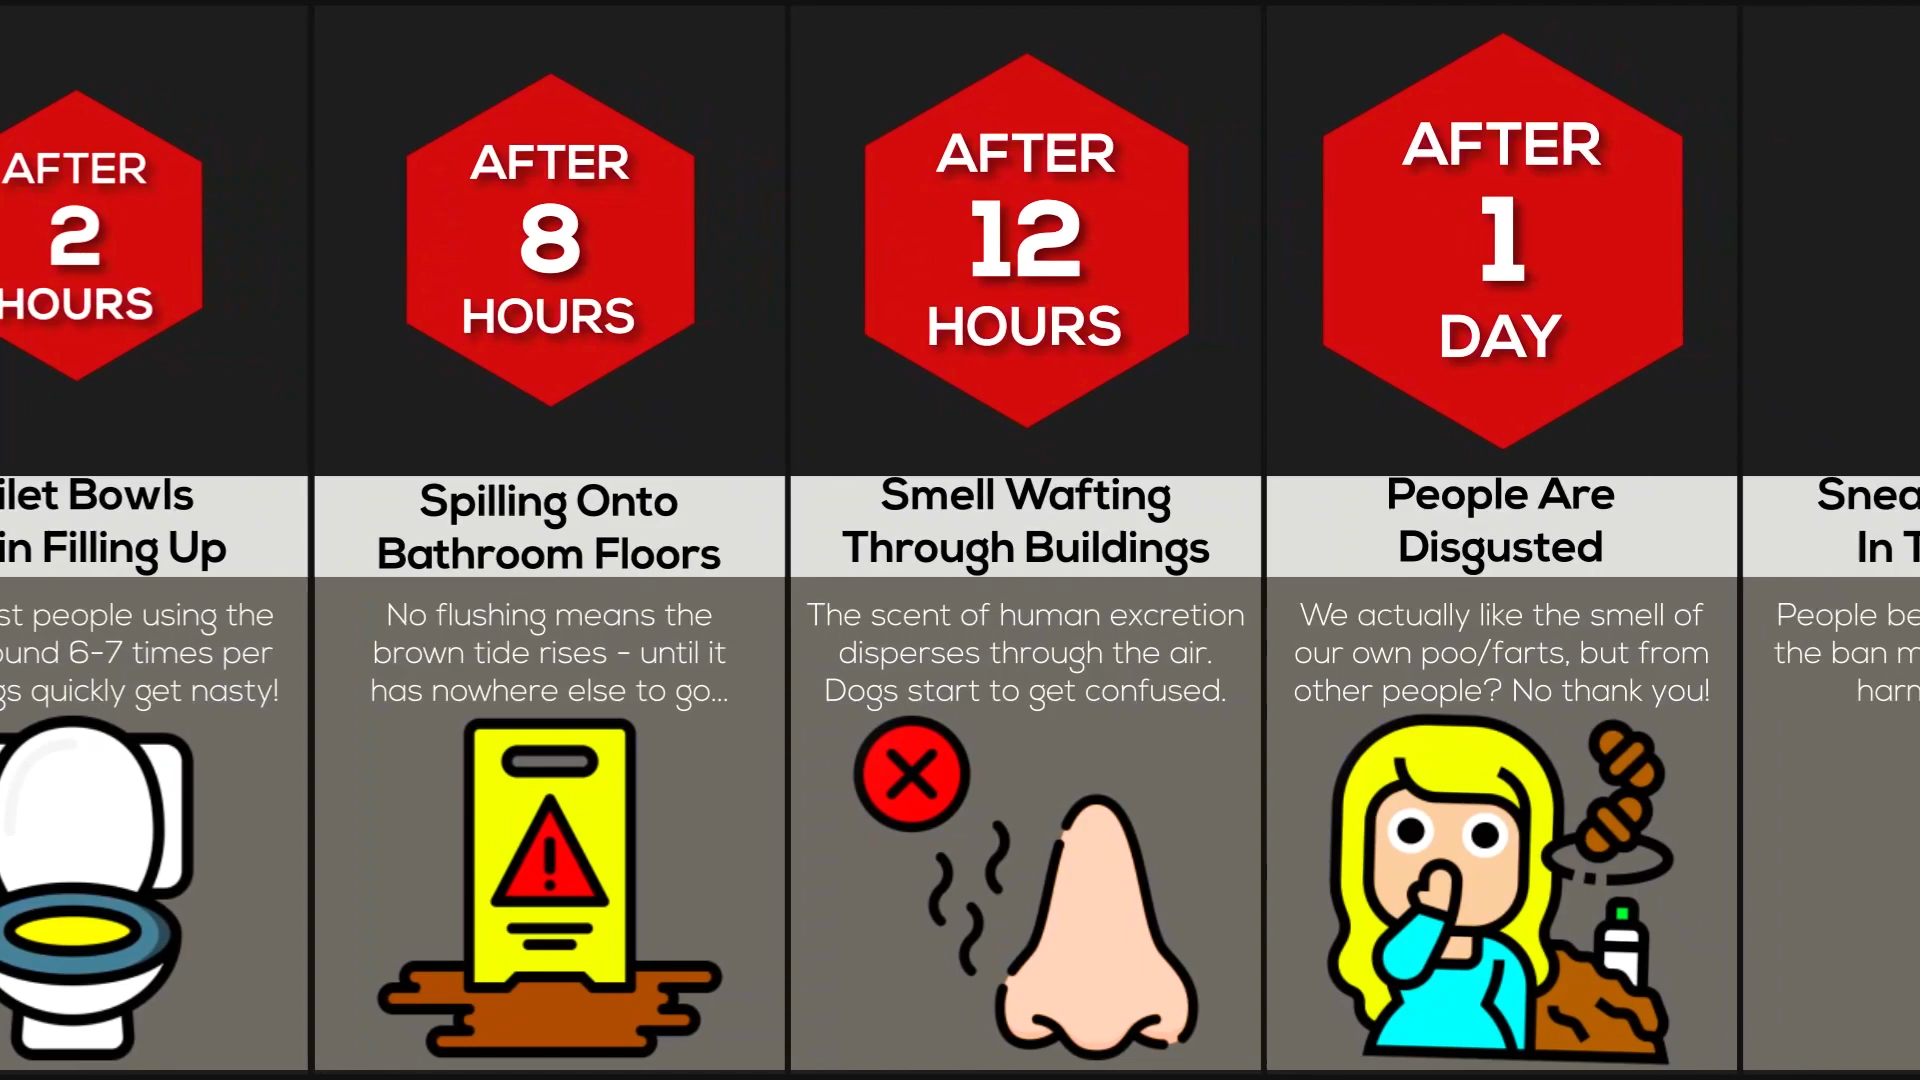 AFTER
2
HOURS
ilet Bowls
in Filling Up
st people using the
ound 6-7 times per
gs quickly get nasty!
AFTER
8
HOURS
Spilling Onto
Bathroom Floors
No flushing means the
brown tide rises - until it
has nowhere else to go...
AFTER
12
HOURS
Smell Wafting
Through Buildings
The scent of human excretion
disperses through the air.
Dogs start to get confused.
AFTER
1
DAY
People Are
Disgusted
We actually like the smell of
our own poo/farts, but from
other people? No thank you!
Snea
In T
People be
the ban m
harn